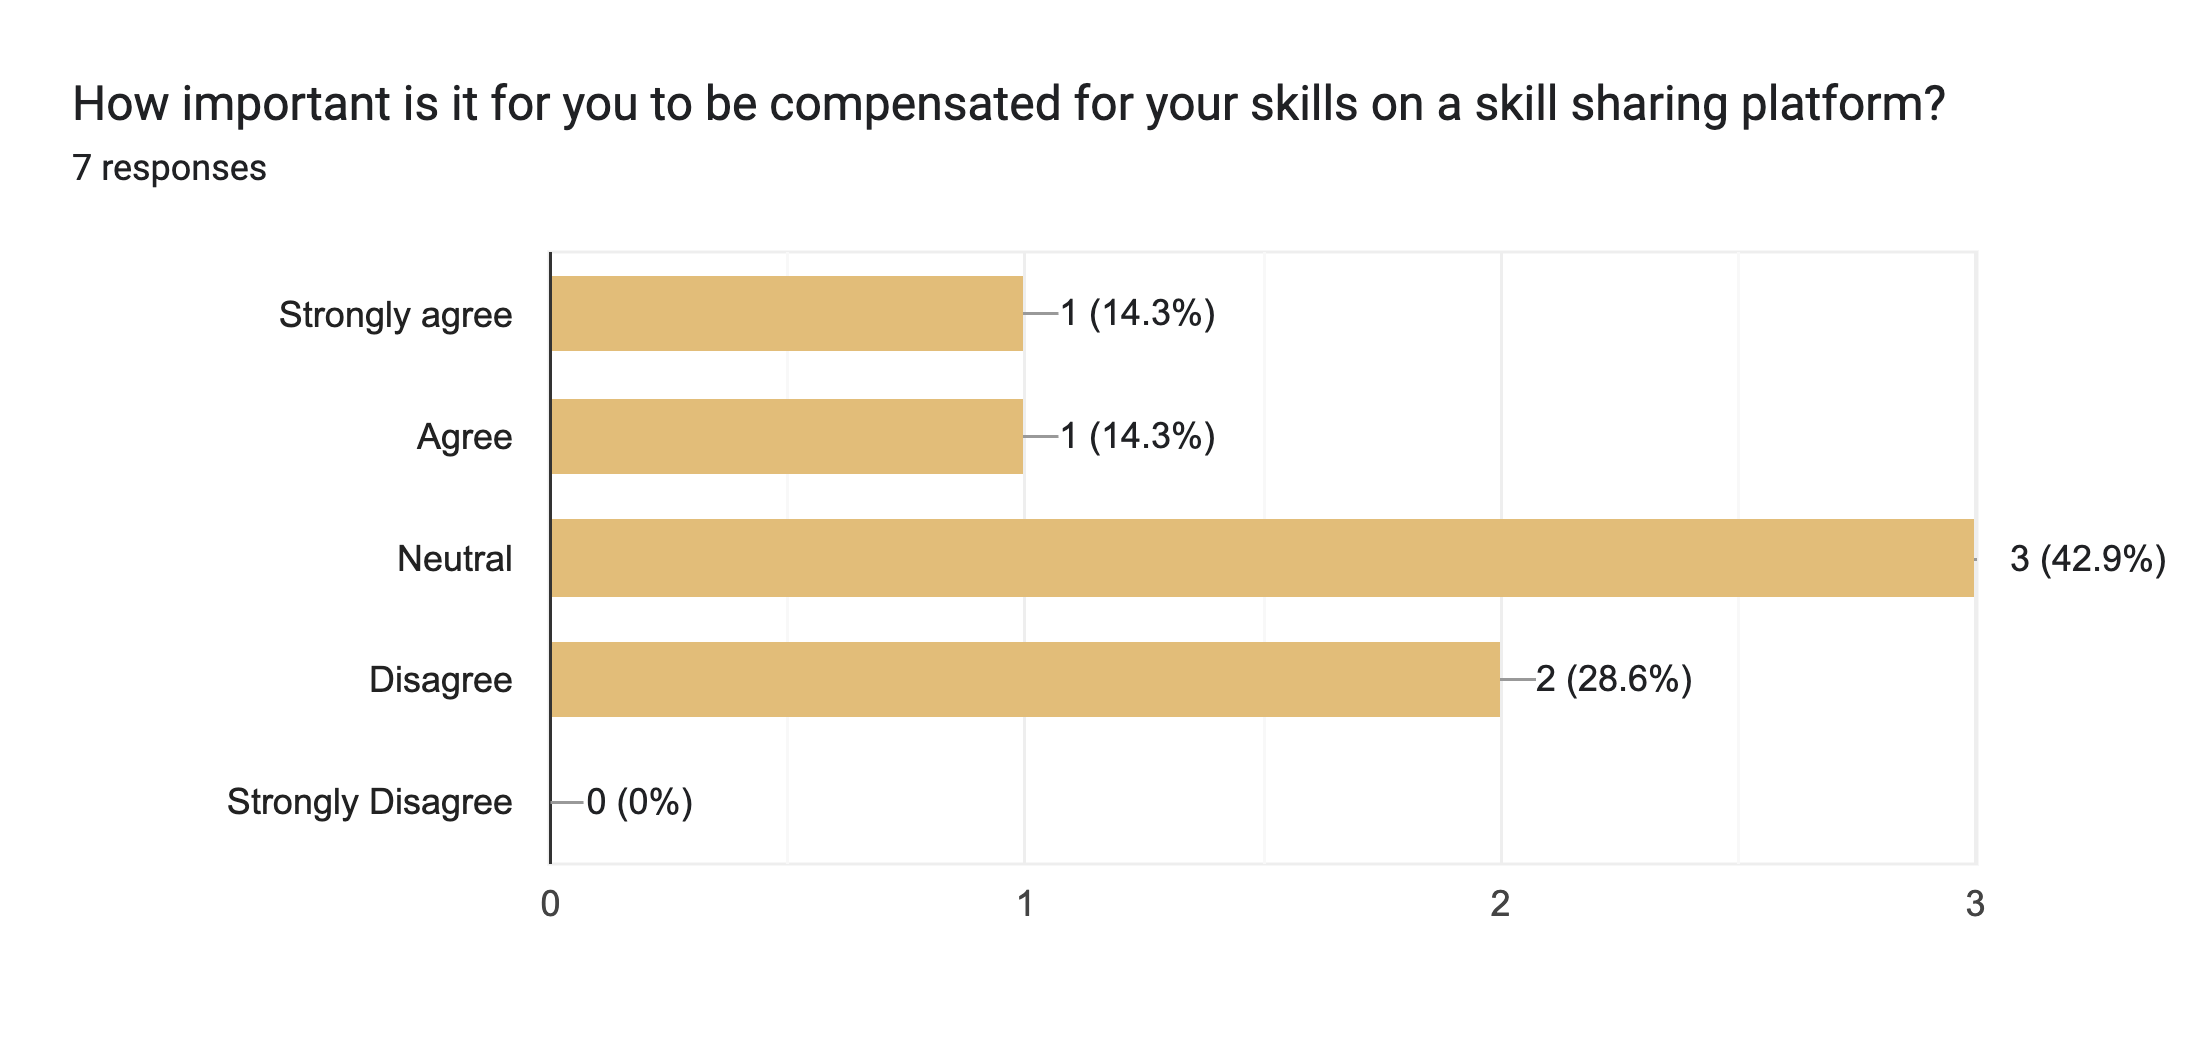 How important is it for you to be compensated for your skills on a skill sharing platform?
7 responses
Strongly agree
1 (14.3%)
Agree
1 (14.3%)
Neutral
3 (42.9%)
Disagree
2 (28.6%)
Strongly Disagree
0 (0%)
0
1
2
3